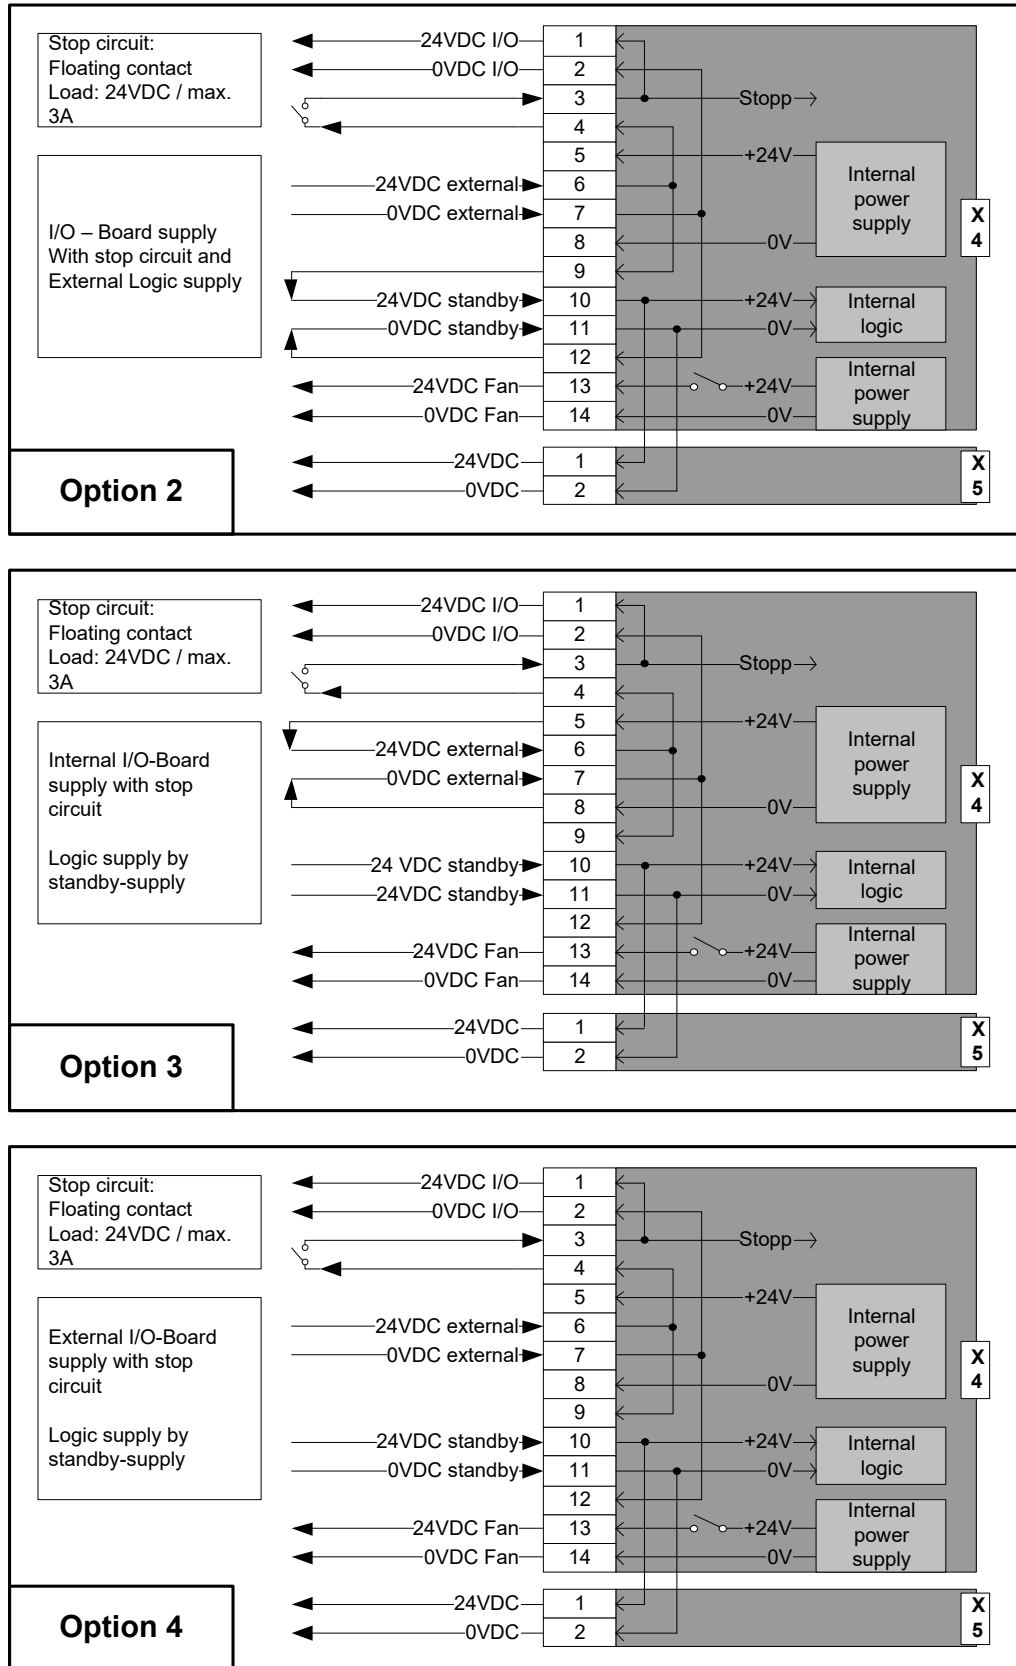 Stop circuit:
Floating contact
Load: 24VDC / max.
3A
I/O – Board supply
With stop circuit and
External Logic supply
Option 2
24VDC I/O 1
0VDC I/O 2
3 Stopp
4
5 +24V
24VDC external 6
0VDC external 7
8 0V
Internal
power
supply
9
24VDC standby 10 +24V
0VDC standby 11 0V
Internal
logic
12
24VDC Fan 13 +24V
0VDC Fan 14 0V
Internal
power
supply
X
4
24VDC 1
0VDC 2
X
5
Stop circuit:
Floating contact
Load: 24VDC / max.
3A
Internal I/O-Board
supply with stop
circuit
Logic supply by
standby-supply
Option 3
24VDC I/O 1
0VDC I/O 2
3 Stopp
4
5 +24V
24VDC external 6
0VDC external 7
8 0V
Internal
power
supply
9
24 VDC standby 10 +24V
24VDC standby 11 0V
Internal
logic
12
24VDC Fan 13 +24V
0VDC Fan 14 0V
Internal
power
supply
X
4
24VDC 1
0VDC 2
X
5
Stop circuit:
Floating contact
Load: 24VDC / max.
3A
External I/O-Board
supply with stop
circuit
Logic supply by
standby-supply
Option 4
24VDC I/O 1
0VDC I/O 2
3 Stopp
4
5 +24V
24VDC external 6
0VDC external 7
8 0V
Internal
power
supply
9
24VDC standby 10 +24V
0VDC standby 11 0V
Internal
logic
12
24VDC Fan 13 +24V
0VDC Fan 14 0V
Internal
power
supply
X
4
24VDC 1
0VDC 2
X
5